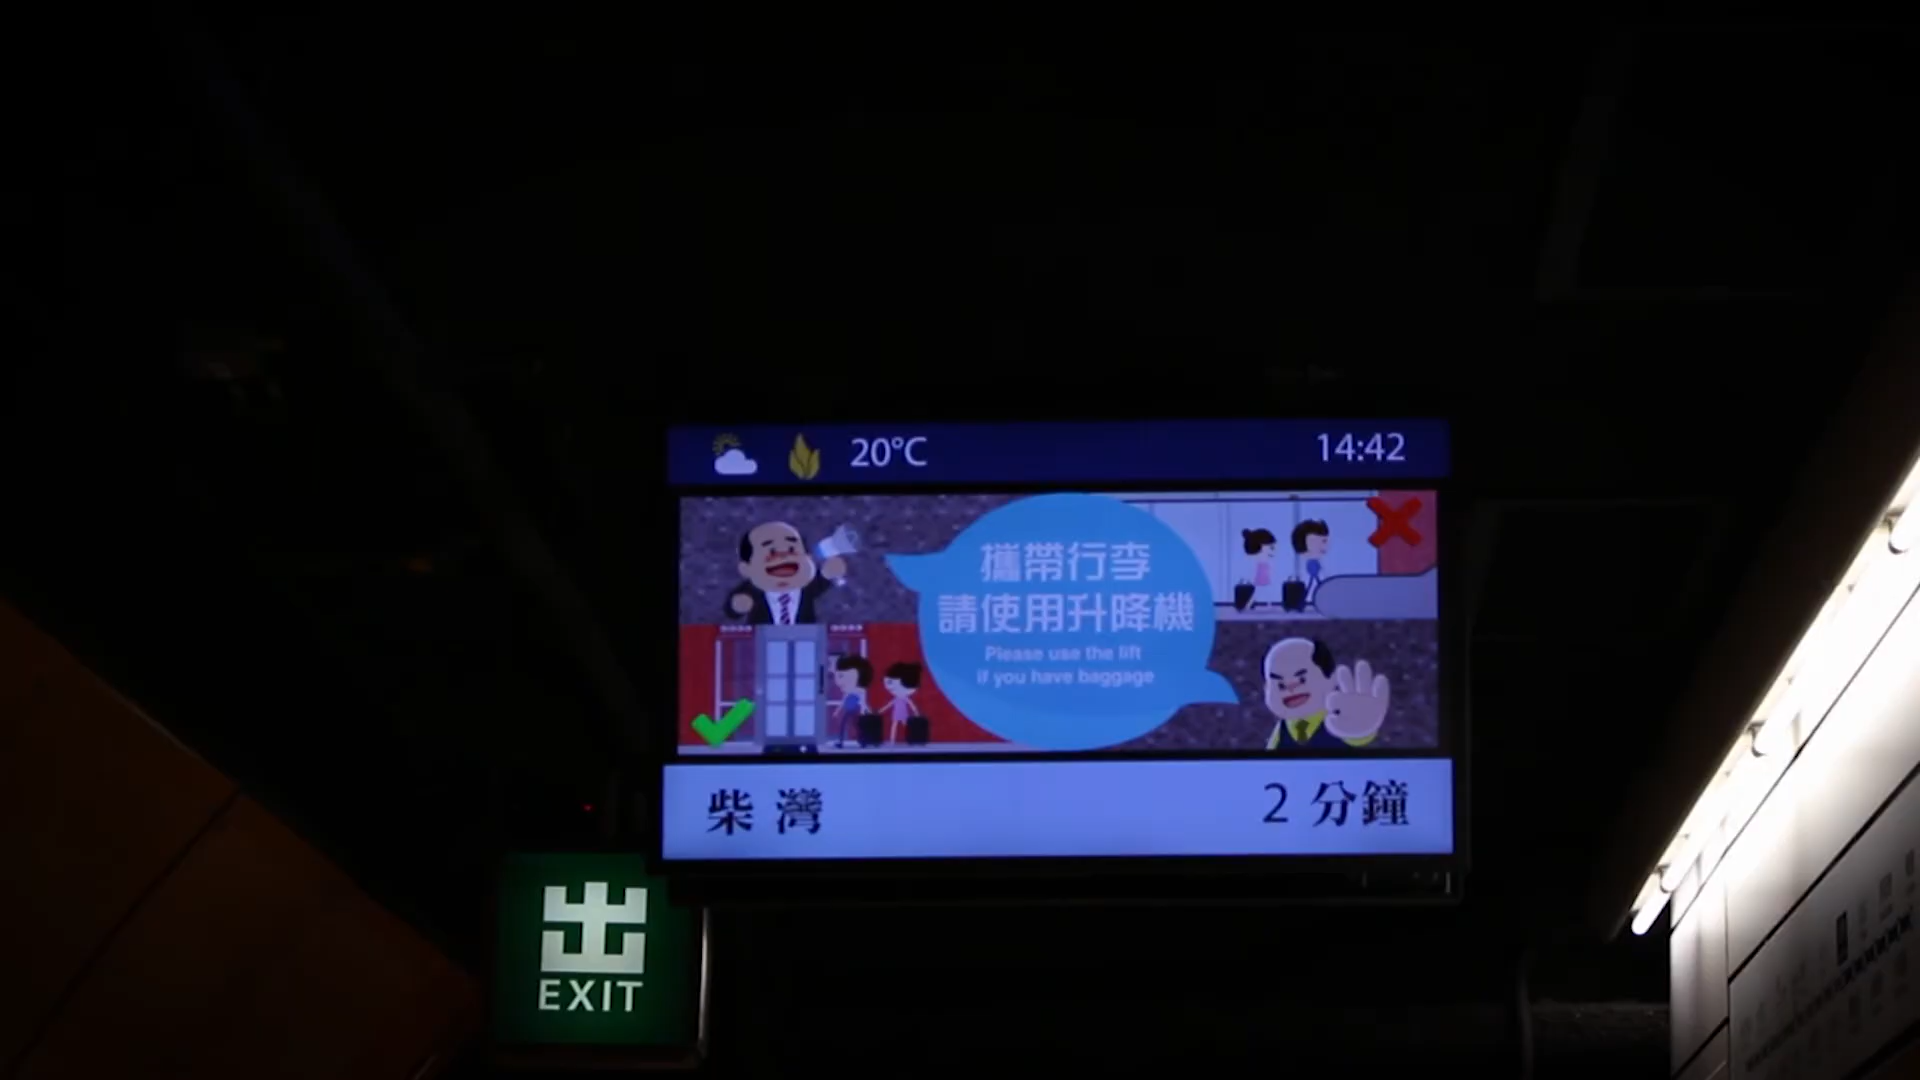 20°C 14:42
攜帶行李
請使用升降機
Please use the lift
if you have baggage
柴灣 2 分鐘
出
EXIT